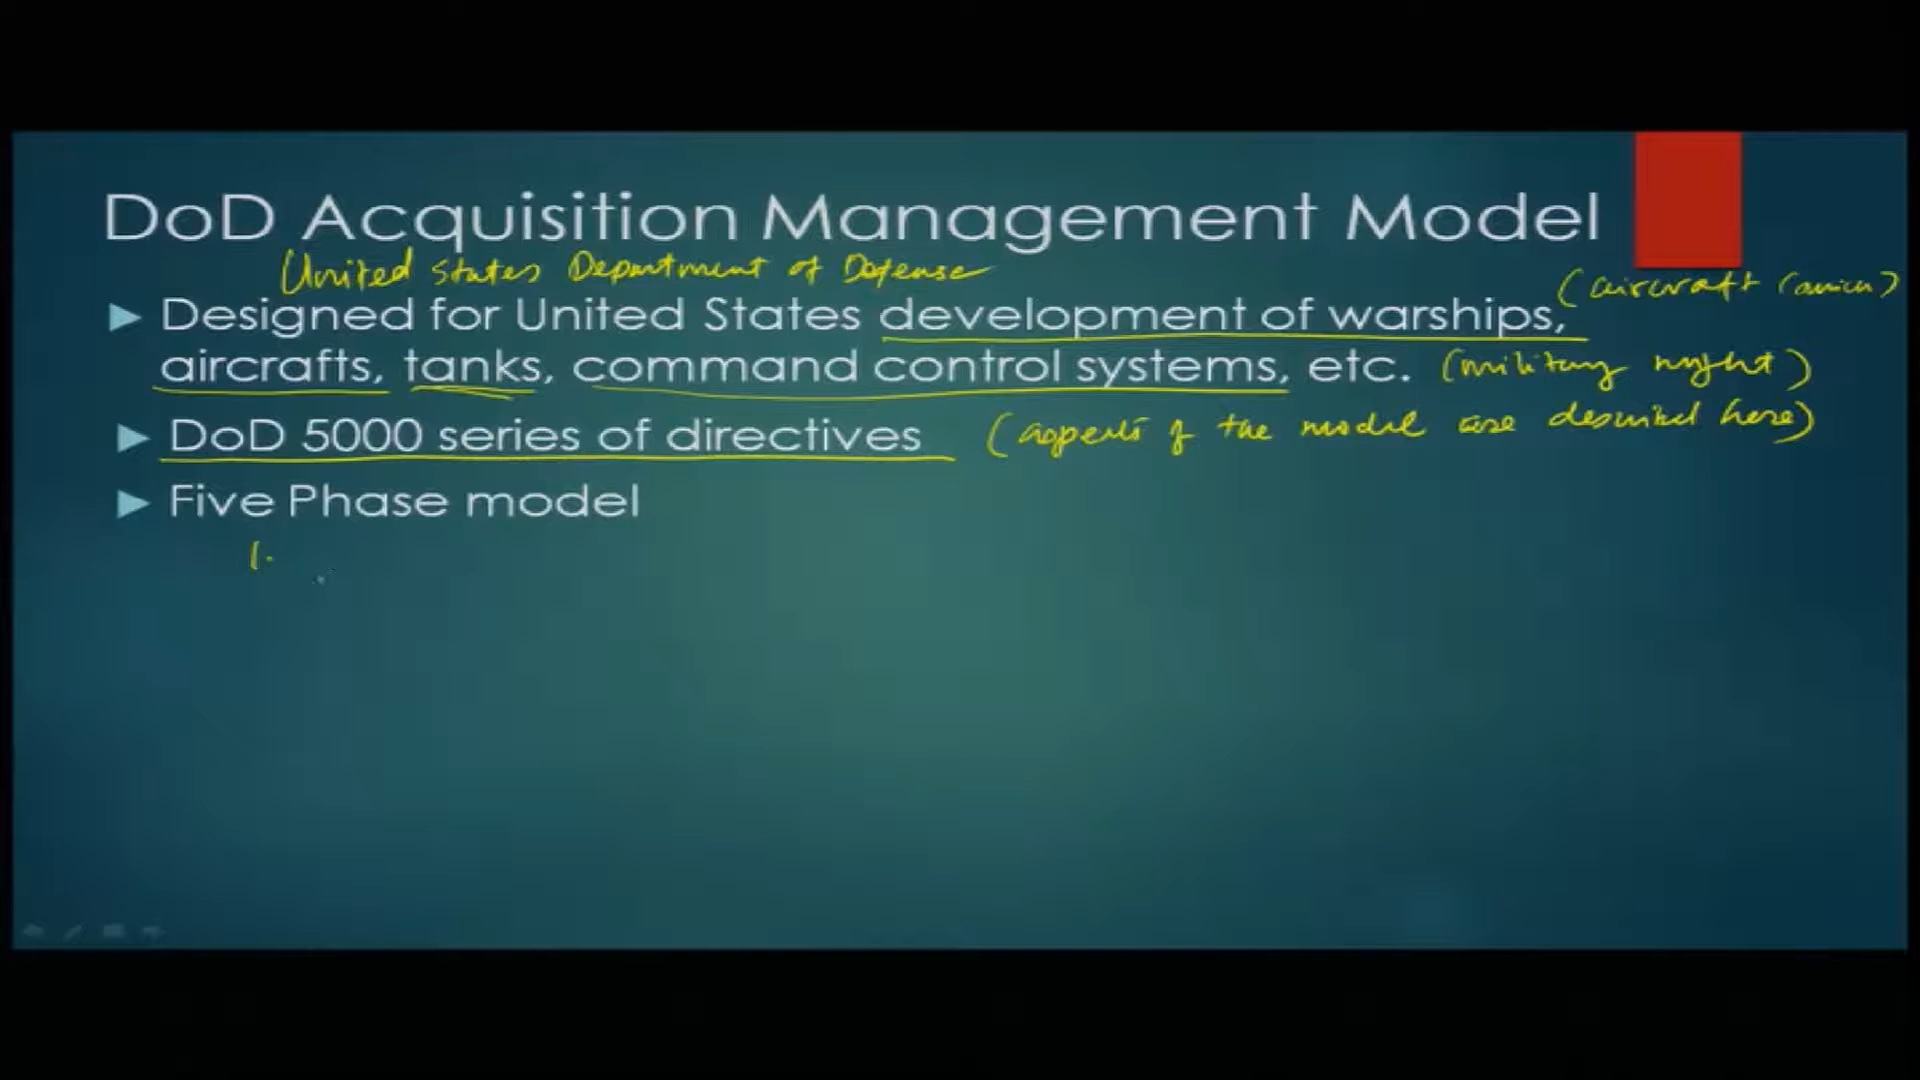 DoD Acquisition Management Model
United States Department of Defense
(aircraft
Designed for United States development of warships,
aircrafts, tanks, command control systems, etc. (military might)
DoD 5000 series of directives (aspects of the model are described here)
Five Phase model
1.